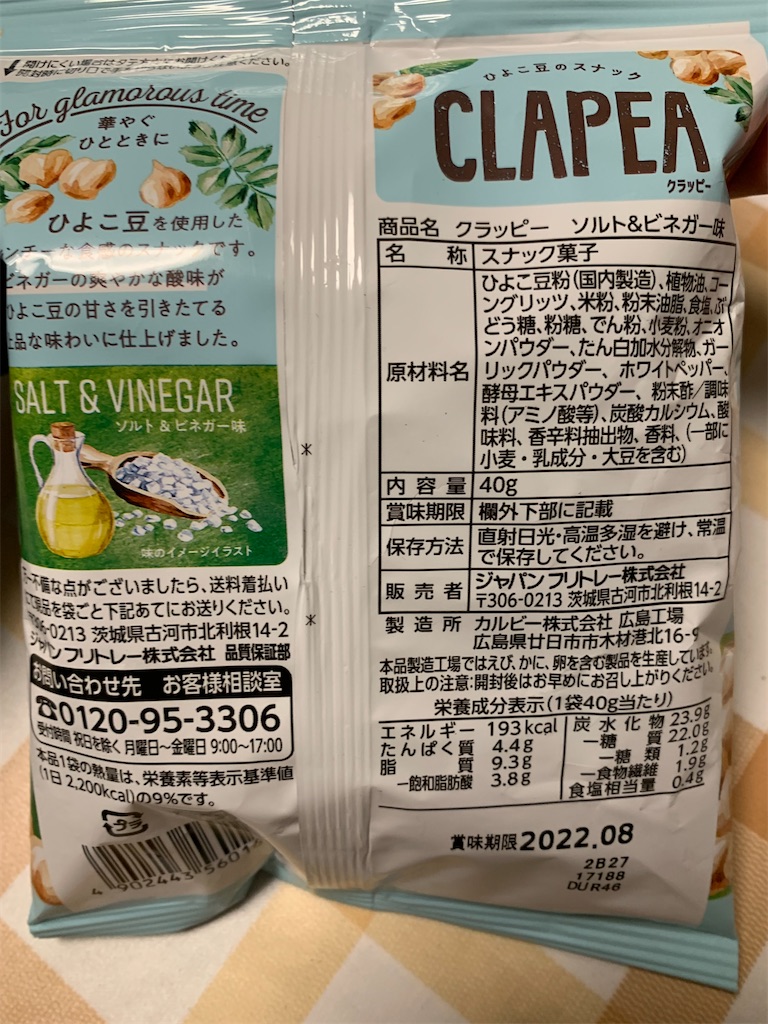 For glamorous time
華やぐ
ひとときに
ひよこ豆を使用した
食感のスナックです。
ビネガーの爽やかな酸味が
ひよこ豆の甘さを引きたてる
上品な味わいに仕上げました。
SALT & VINEGAR
ソルト&ビネガー味
味のイメージイラスト
不備な点がございましたら、送料着払い
にて現品を袋ごと下記あてにお送りください。
〒306-0213 茨城県古河市北利根14-2
ジャパン フリトレー株式会社 品質保証部
お問い合わせ先 お客様相談室
0120-95-3306
受付時間 祝日を除く 月曜日～金曜日 9:00～17:00
本品1袋の熱量は、栄養素等表示基準値
(1日 2,200kcal)の9%です。
プラ
4 902443 5601
ひよこ豆のスナック
CLAPEA
クラッピー
商品名 クラッピー ソルト&ビネガー味
名称 スナック菓子
原材料名 ひよこ豆粉(国内製造)、植物油、コー
ングリッツ、米粉、粉末油脂、食塩、ぶ
どう糖、粉糖、でん粉、小麦粉、オニオ
ンパウダー、たん白加水分解物、ガー
リックパウダー、ホワイトペッパー、
酵母エキスパウダー、粉末酢/調味
料(アミノ酸等)、炭酸カルシウム、酸
味料、香辛料抽出物、香料、(一部に
小麦・乳成分・大豆を含む)
内容量 40g
賞味期限 欄外下部に記載
保存方法 直射日光・高温多湿を避け、常温
で保存してください。
販売者 ジャパン フリトレー株式会社
〒306-0213 茨城県古河市北利根14-2
製造所 カルビー株式会社 広島工場
広島県廿日市市木材港北16-9
本品製造工場ではえび、かに、卵を含む製品を生産しています。
取扱上の注意:開封後はお早めにお召し上がりください。
栄養成分表示(1袋40g当たり)
エネルギー 193kcal
たんぱく質 4.4g
脂質 9.3g
―飽和脂肪酸 3.8g
炭水化物 23.9g
―糖質 22.0g
―糖類 1.2g
―食物繊維 1.9g
食塩相当量 0.4g
賞味期限 2022.08
2B27
17188
DUR46